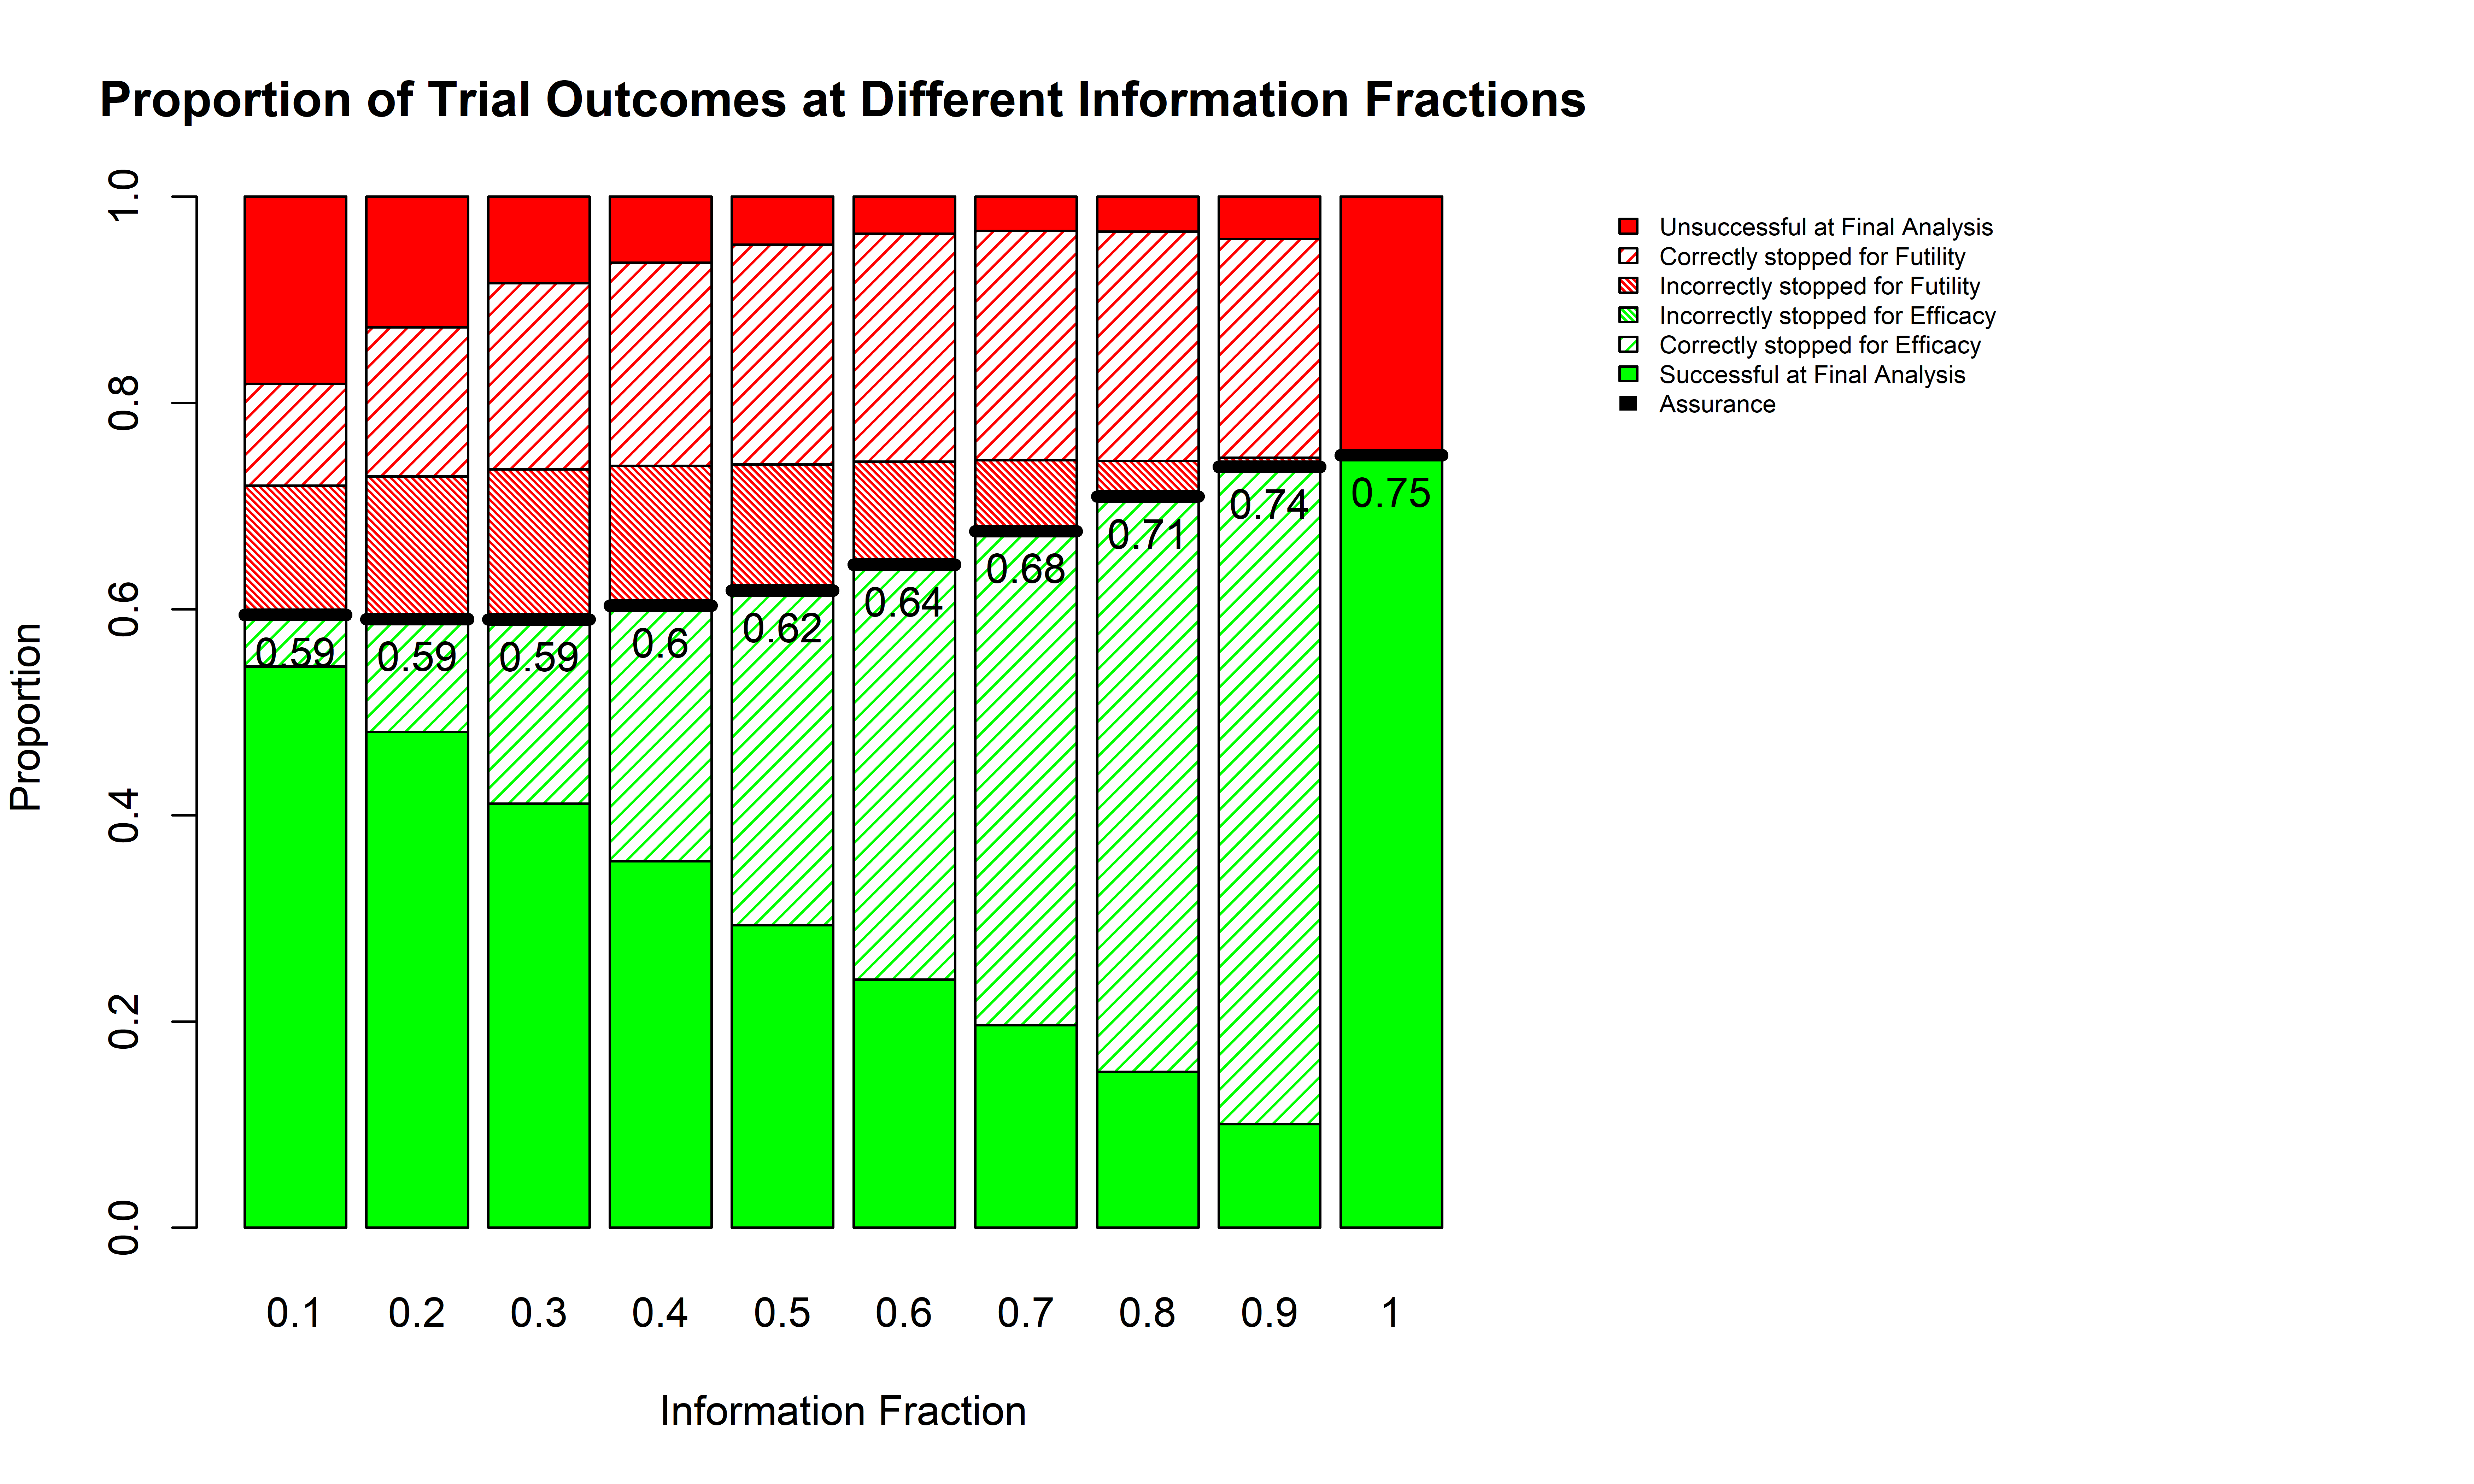 Proportion of Trial Outcomes at Different Information Fractions
Unsuccessful at Final Analysis
Correctly stopped for Futility
Incorrectly stopped for Futility
Incorrectly stopped for Efficacy
Correctly stopped for Efficacy
Successful at Final Analysis
Assurance
Proportion
1.0
0.8
0.6
0.4
0.2
0.0
0.59 0.59 0.59 0.6 0.62 0.64 0.68 0.71 0.74 0.75
0.1 0.2 0.3 0.4 0.5 0.6 0.7 0.8 0.9 1
Information Fraction